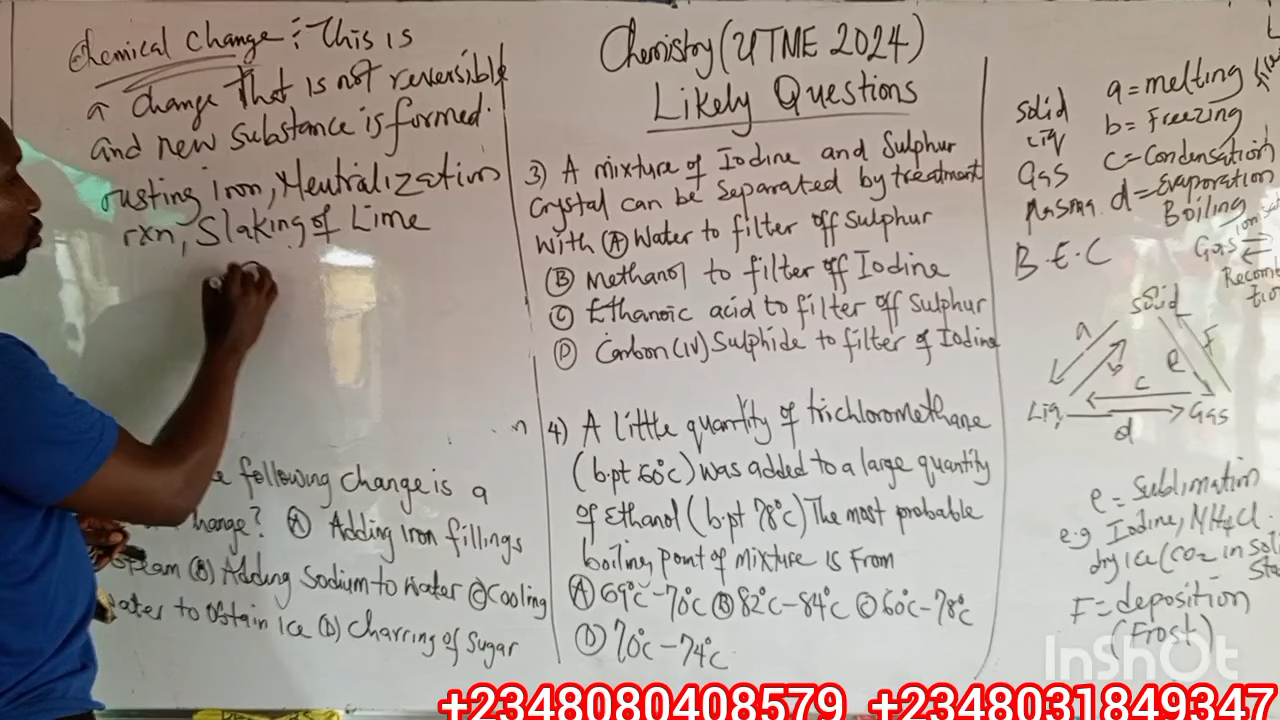 Chemical change:- This is
a change That is not reversible
and new substance is formed.
rusting iron, Neutralization
rxn, Slaking of Lime
following change is a
hange? (A) Adding Iron fillings
(B) Adding Sodium to Water (C) Cooling
water to Obtain ice (D) Charring of Sugar
Chemistry (UTME 2024)
Likely Questions
3) A mixture of Iodine and Sulphur
Crystal can be separated by treatment
with (A) Water to filter off Sulphur
(B) Methanol to filter off Iodine
(C) Ethanoic acid to filter off Sulphur
(D) Carbon(IV) Sulphide to filter of Iodine
4) A little quantity of trichloromethane
(b.pt 60°C) was added to a large quantity
of Ethanol (b.pt 78°C) The most probable
boiling point of mixture is From
(A) 69°C-70°C (B) 82°C-84°C (C) 60°C-78°C
(D) 70°C-74°C
Solid
Liq
Gas
Plasma
B.E.C
a = melting
b = Freezing
c = Condensation
d = Evaporation
Boiling
Gas ⇌
Solid
a b c d e F
Liq Gas
e = Sublimation
e.g Iodine, NH4Cl
dry ice (CO2 in Soli
Sta
F = deposition
(Frost)
InShOt
+2348080408579 +2348031849347